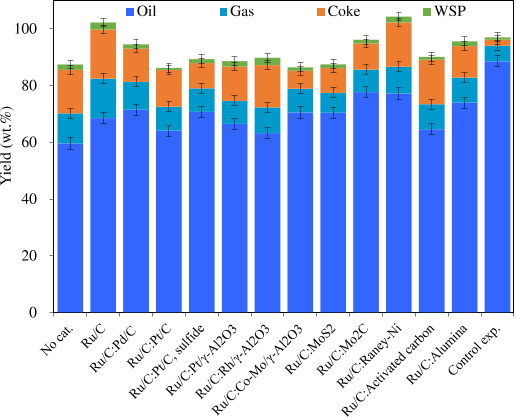 Oil Gas Coke WSP
Yield (wt.%)
100
80
60
40
20
0
No cat.
Ru/C
Ru/C:Pd/C
Ru/C:Pt/C
Ru/C:Pt/C, sulfide
Ru/C:Pt/γ-Al2O3
Ru/C:Rh/γ-Al2O3
Ru/C:Co-Mo/γ-Al2O3
Ru/C:MoS2
Ru/C:Mo2C
Ru/C:Raney-Ni
Ru/C:Activated carbon
Ru/C:Alumina
Control exp.